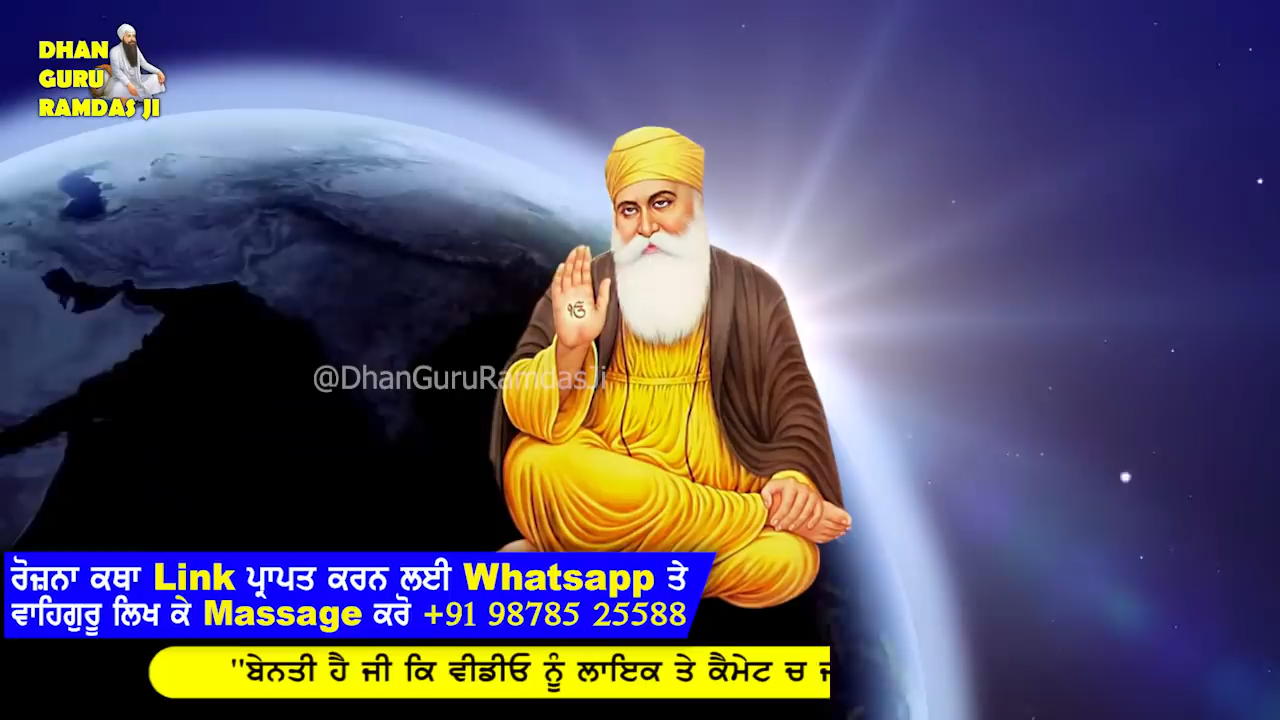 DHAN
GURU
RAMDAS JI
ੴ
@DhanGuruRamdasJi
ਰੋਜ਼ਨਾ ਕਥਾ Link ਪ੍ਰਾਪਤ ਕਰਨ ਲਈ Whatsapp ਤੇ
ਵਾਹਿਗੁਰੂ ਲਿਖ ਕੇ Massage ਕਰੋ +91 98785 25588
"ਬੇਨਤੀ ਹੈ ਜੀ ਕਿ ਵੀਡੀਓ ਨੂੰ ਲਾਇਕ ਤੇ ਕੈਮੇਟ ਚ